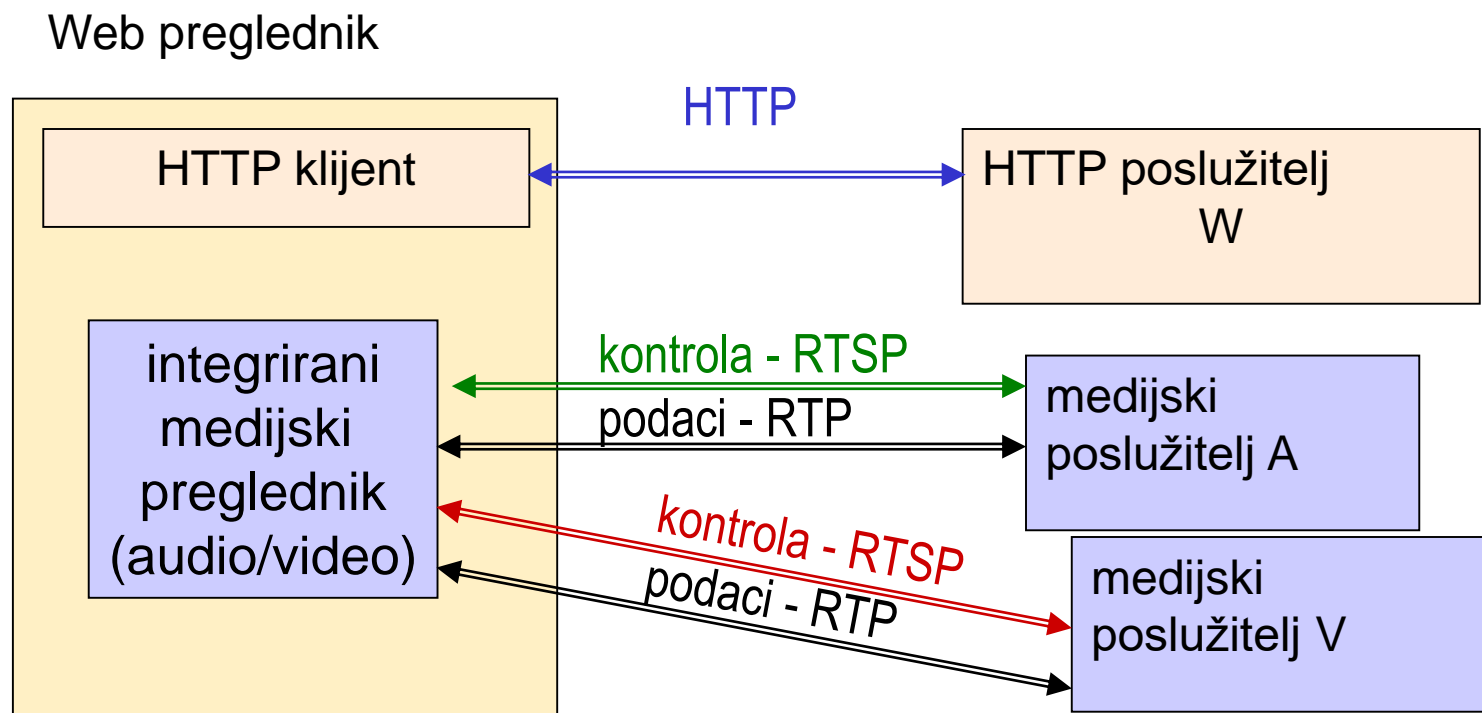 Web preglednik
HTTP
HTTP klijent
HTTP poslužitelj
W
integrirani
medijski
preglednik
(audio/video)
kontrola - RTSP
podaci - RTP
medijski
poslužitelj A
kontrola - RTSP
podaci - RTP
medijski
poslužitelj V